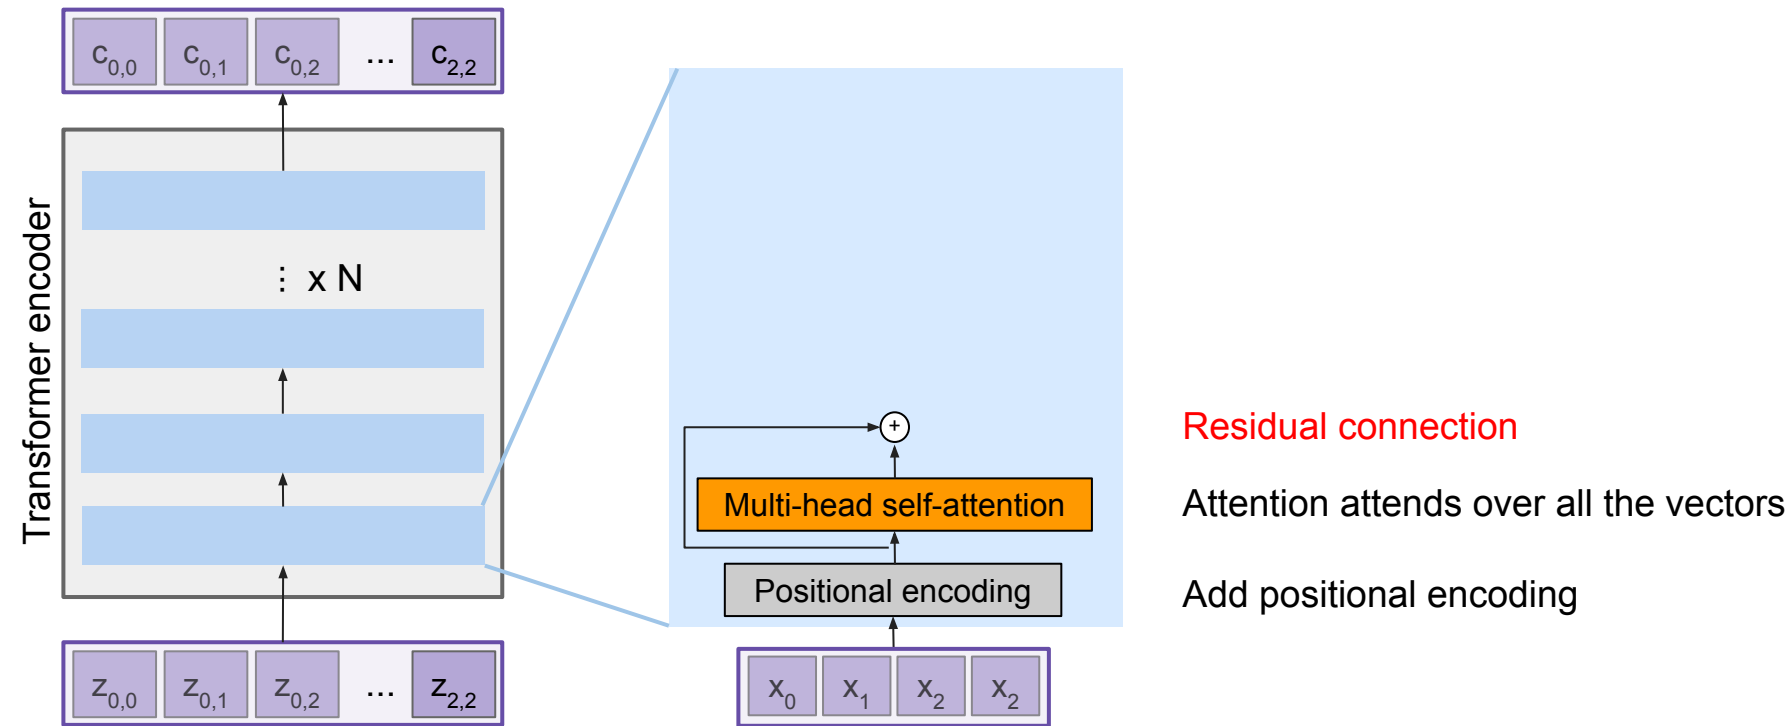 c0,0 c0,1 c0,2 ... c2,2
Transformer encoder
⋮ x N
z0,0 z0,1 z0,2 ... z2,2
+
Residual connection
Multi-head self-attention
Attention attends over all the vectors
Positional encoding
Add positional encoding
x0 x1 x2 x2